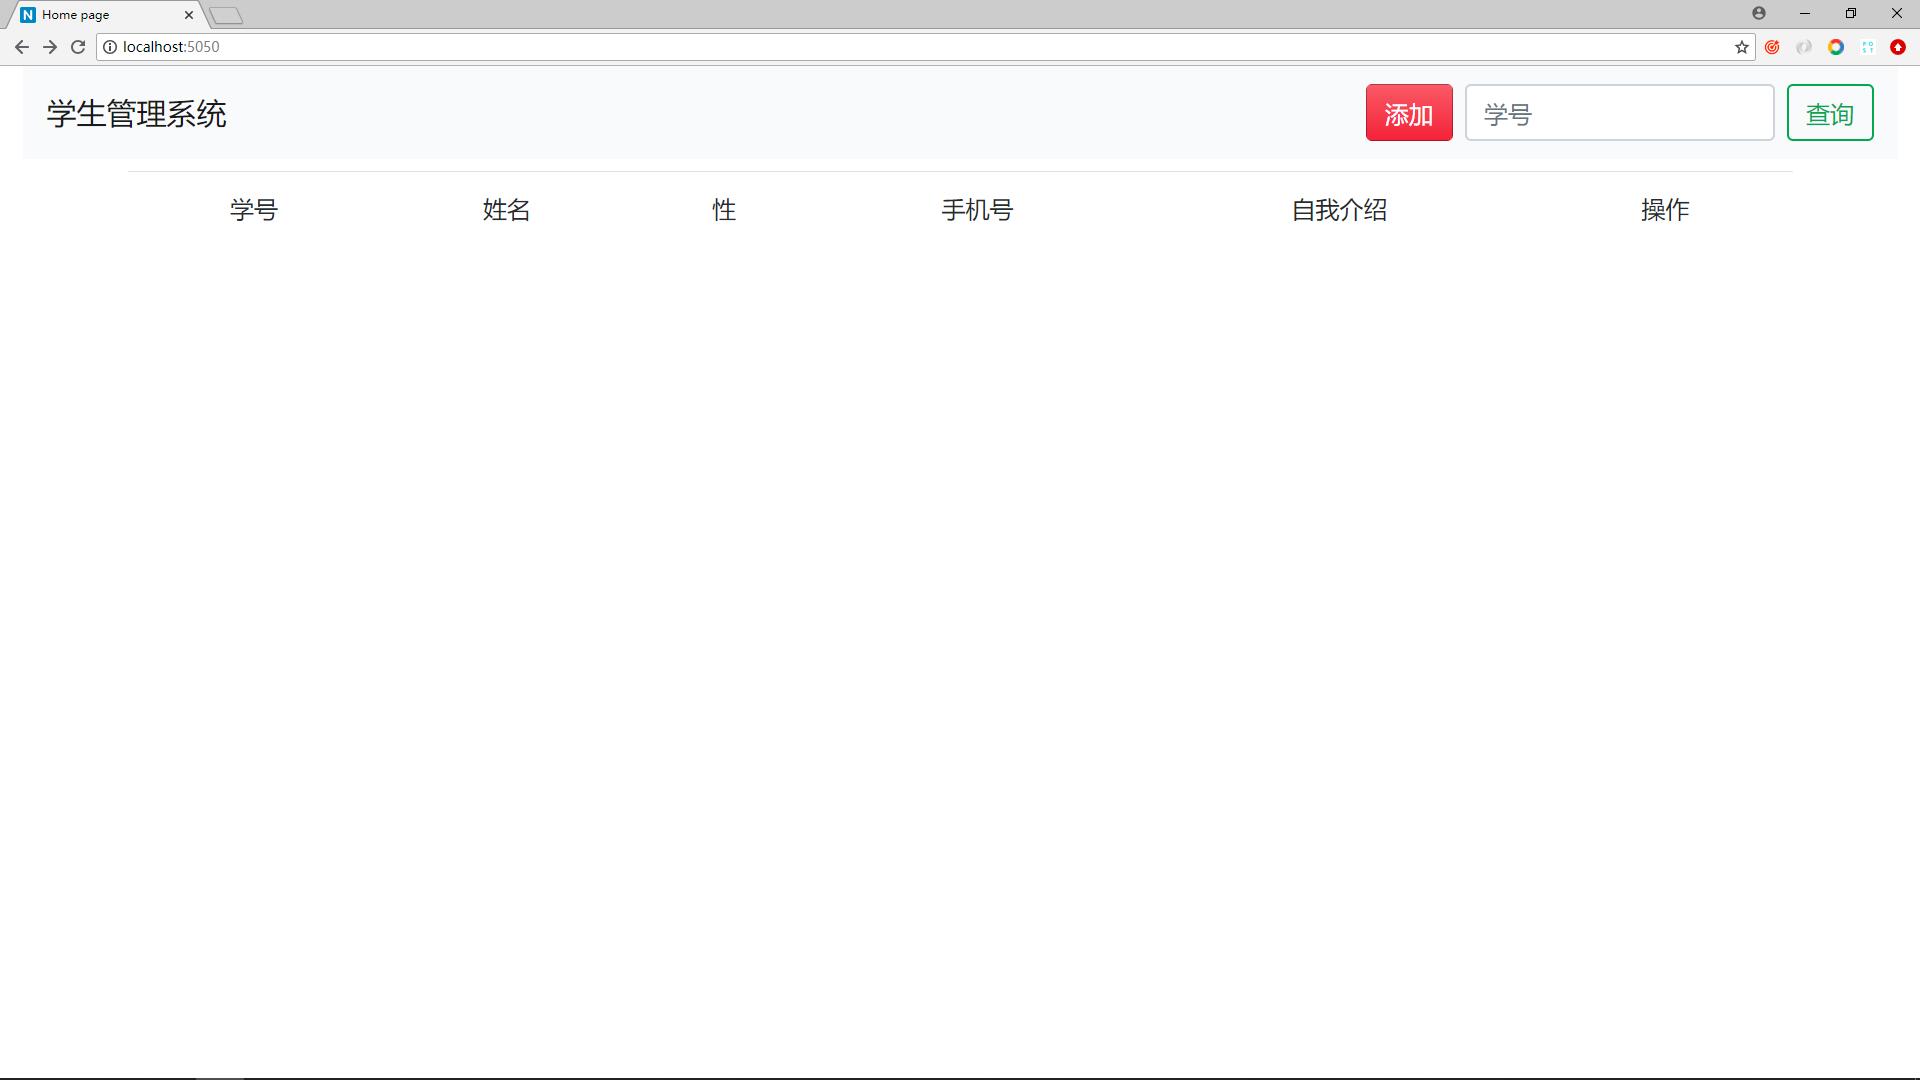 Home page
localhost:5050
学生管理系统
添加
学号
查询
学号 姓名 性 手机号 自我介绍 操作